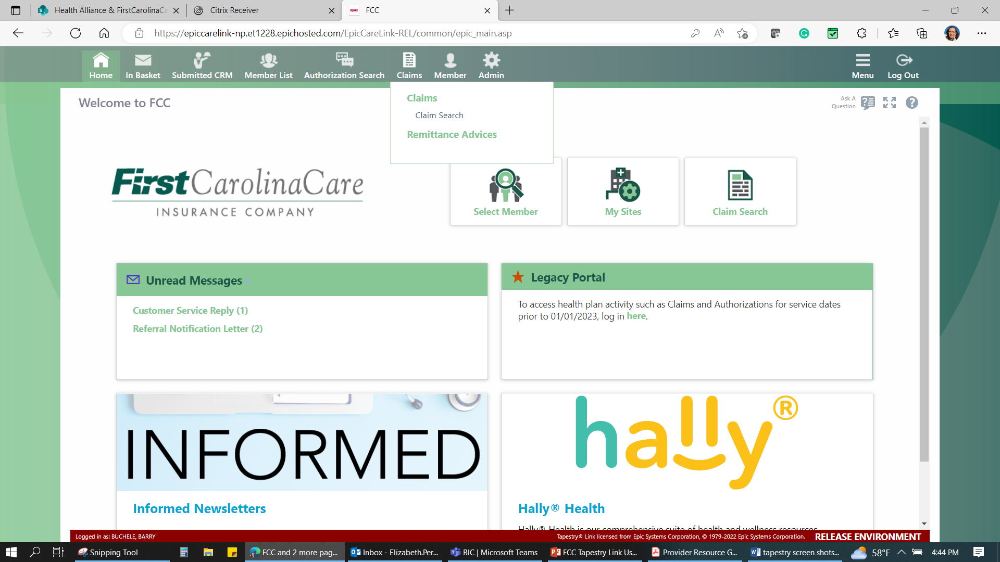 Health Alliance & FirstCarolinaCa
Citrix Receiver
FCC
https://epiccarelink-np.et1228.epichosted.com/EpicCareLink-REL/common/epic_main.asp
Home
In Basket
Submitted CRM
Member List
Authorization Search
Claims
Member
Admin
Menu
Log Out
Welcome to FCC
Ask A
Question
Claims
Claim Search
Remittance Advices
FirstCarolinaCare
INSURANCE COMPANY
Select Member
My Sites
Claim Search
Unread Messages
Customer Service Reply (1)
Referral Notification Letter (2)
Legacy Portal
To access health plan activity such as Claims and Authorizations for service dates
prior to 01/01/2023, log in here.
INFORMED
Informed Newsletters
hally®
Hally® Health
Hally® Health is our comprehensive suite of health and wellness resources
Logged in as: BUCHELE, BARRY
Tapestry® Link licensed from Epic Systems Corporation, © 1979-2022 Epic Systems Corporation.
RELEASE ENVIRONMENT
Snipping Tool
FCC and 2 more pag...
Inbox - Elizabeth.Per...
BIC | Microsoft Teams
FCC Tapestry Link Us...
Provider Resource G...
tapestry screen shots...
58°F
4:44 PM